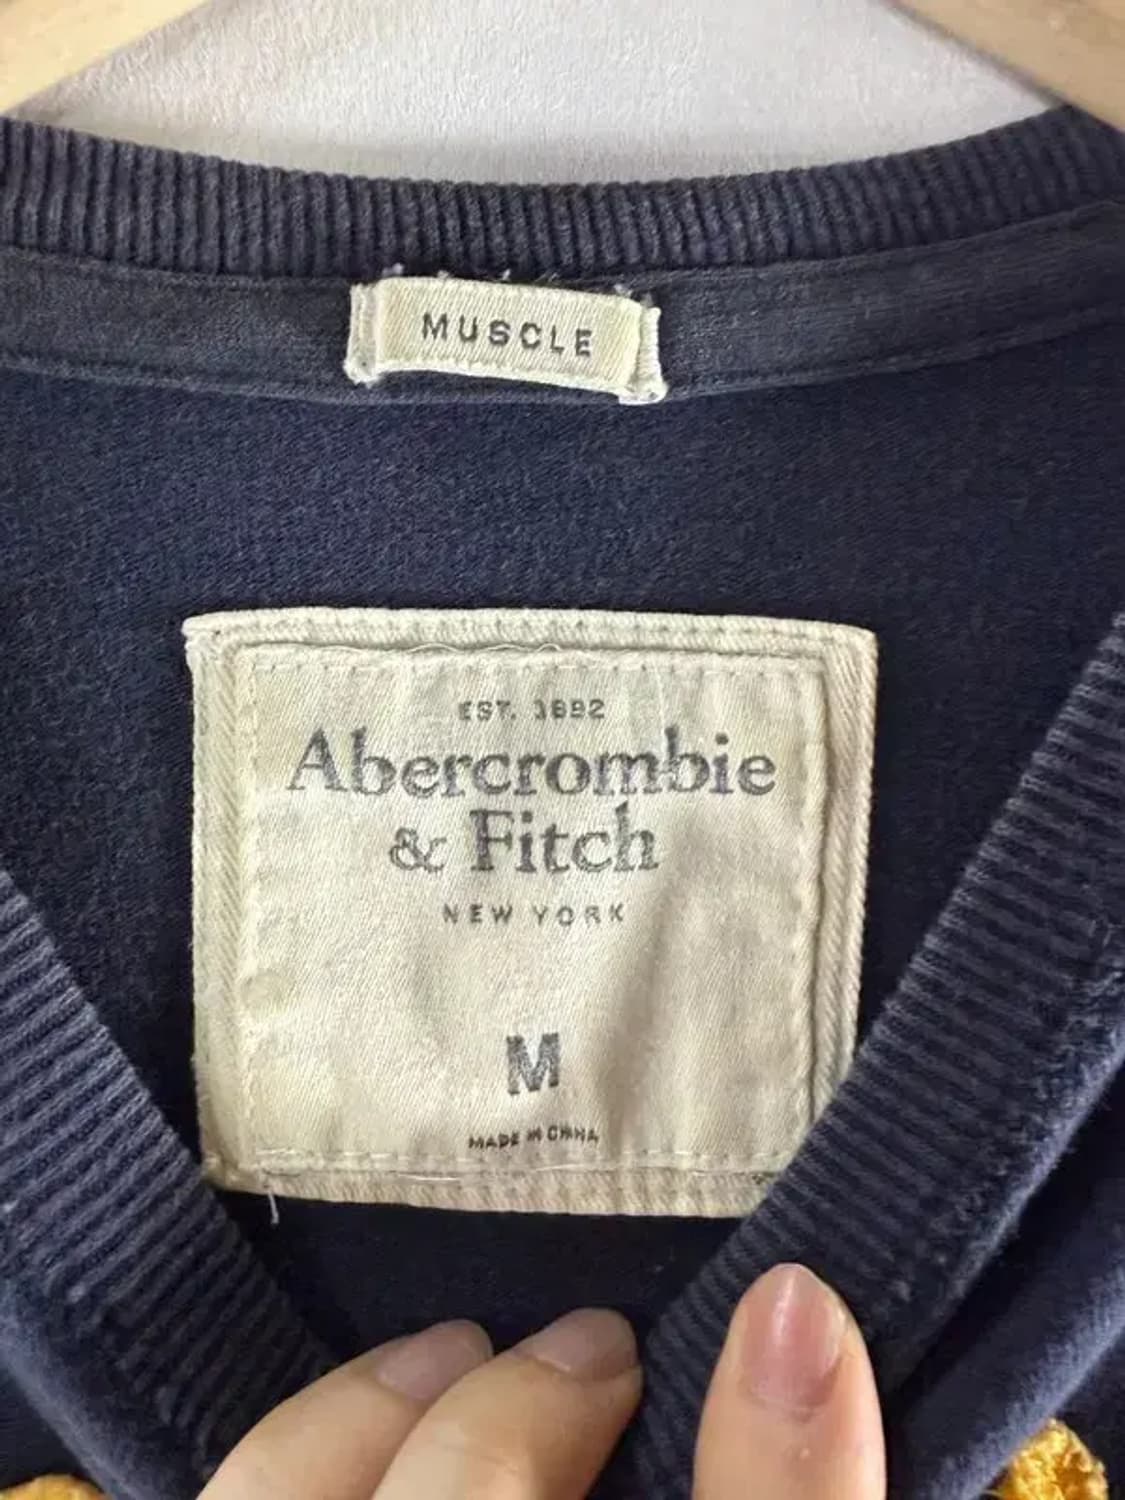 MUSCLE
EST. 1892
Abercrombie
& Fitch
NEW YORK
M
MADE IN CHINA